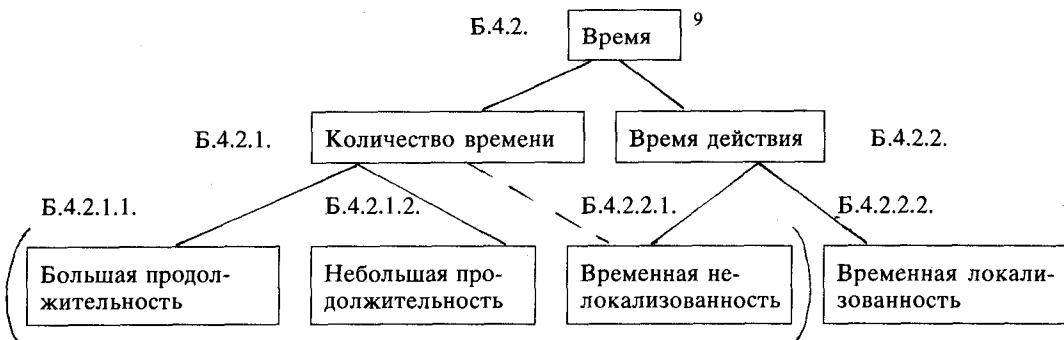 Б.4.2. Время 9
Б.4.2.1. Количество времени Время действия Б.4.2.2.
Б.4.2.1.1. Б.4.2.1.2. Б.4.2.2.1. Б.4.2.2.2.
Большая продол-
жительность
Небольшая про-
должительность
Временная не-
локализованность
Временная локали-
зованность